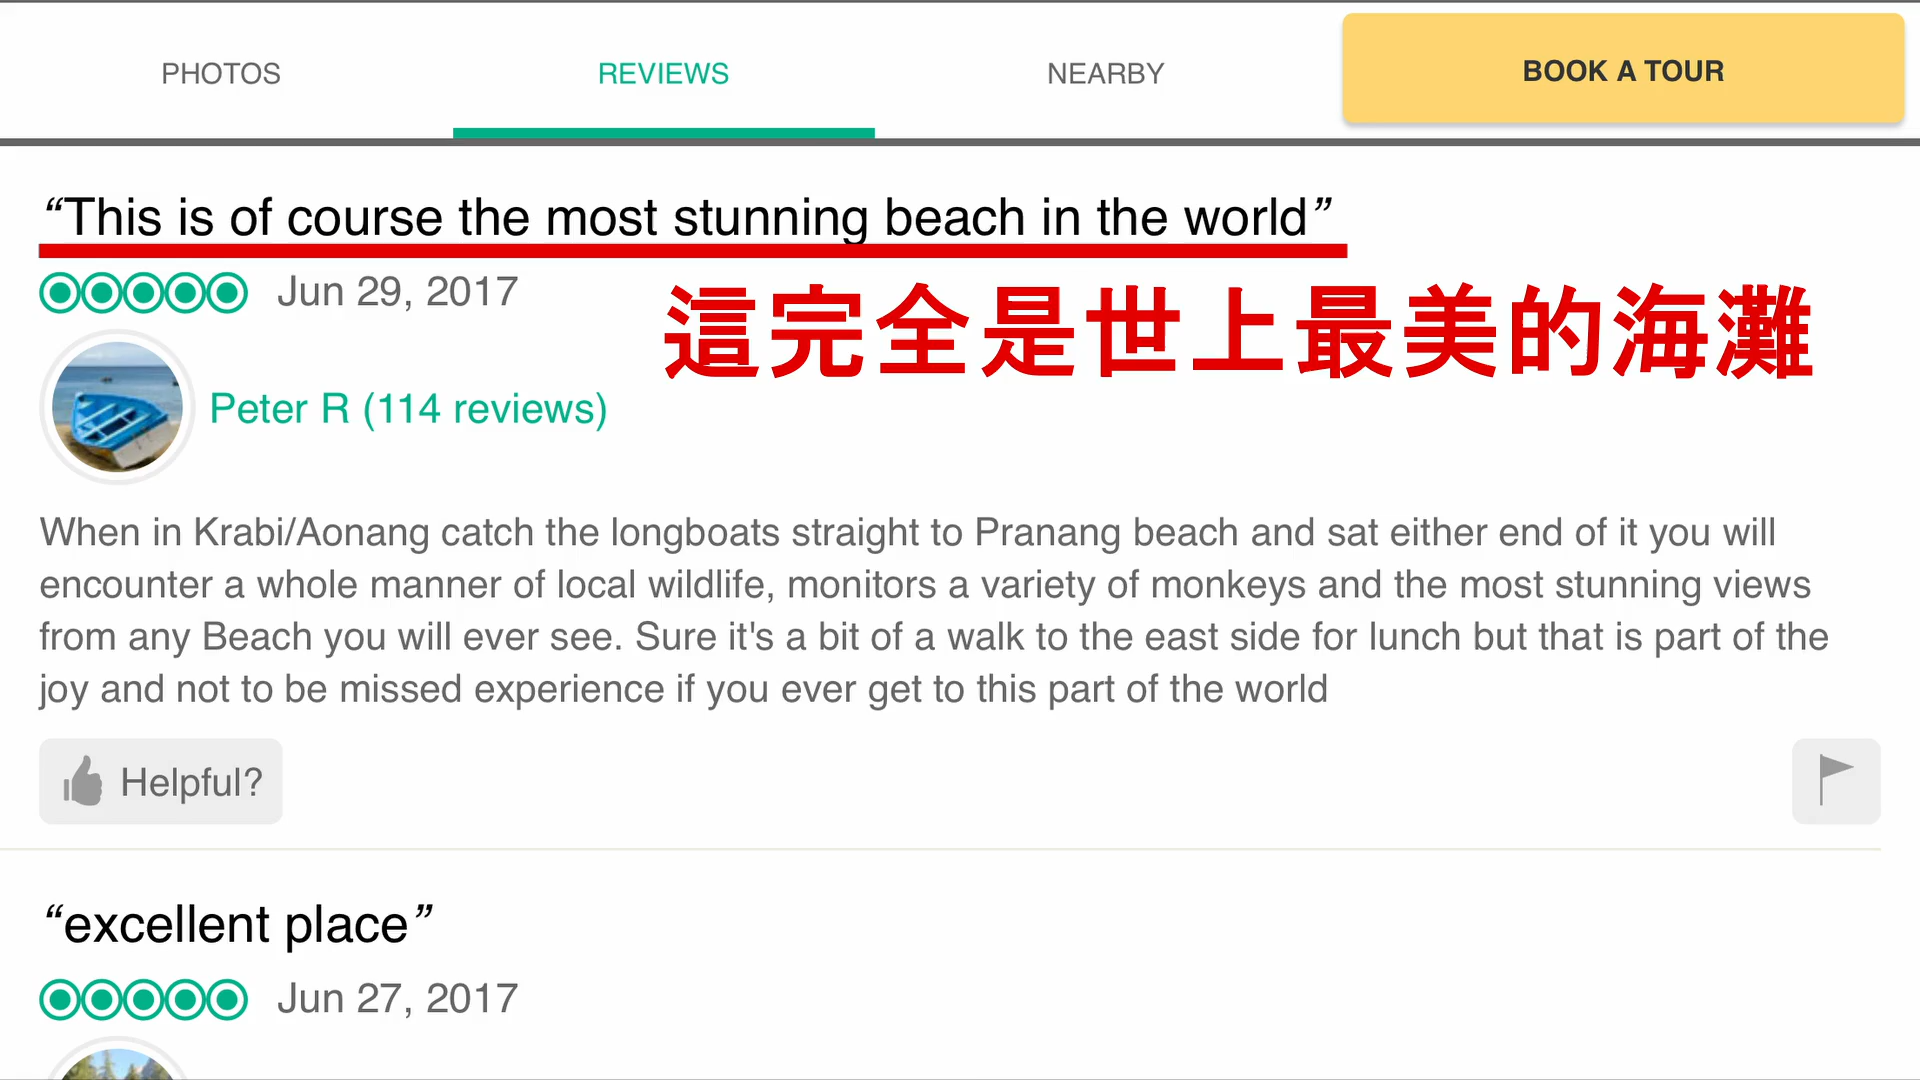 PHOTOS
REVIEWS
NEARBY
BOOK A TOUR
“This is of course the most stunning beach in the world”
Jun 29, 2017
這完全是世上最美的海灘
Peter R (114 reviews)
When in Krabi/Aonang catch the longboats straight to Pranang beach and sat either end of it you will
encounter a whole manner of local wildlife, monitors a variety of monkeys and the most stunning views
from any Beach you will ever see. Sure it's a bit of a walk to the east side for lunch but that is part of the
joy and not to be missed experience if you ever get to this part of the world
Helpful?
“excellent place”
Jun 27, 2017